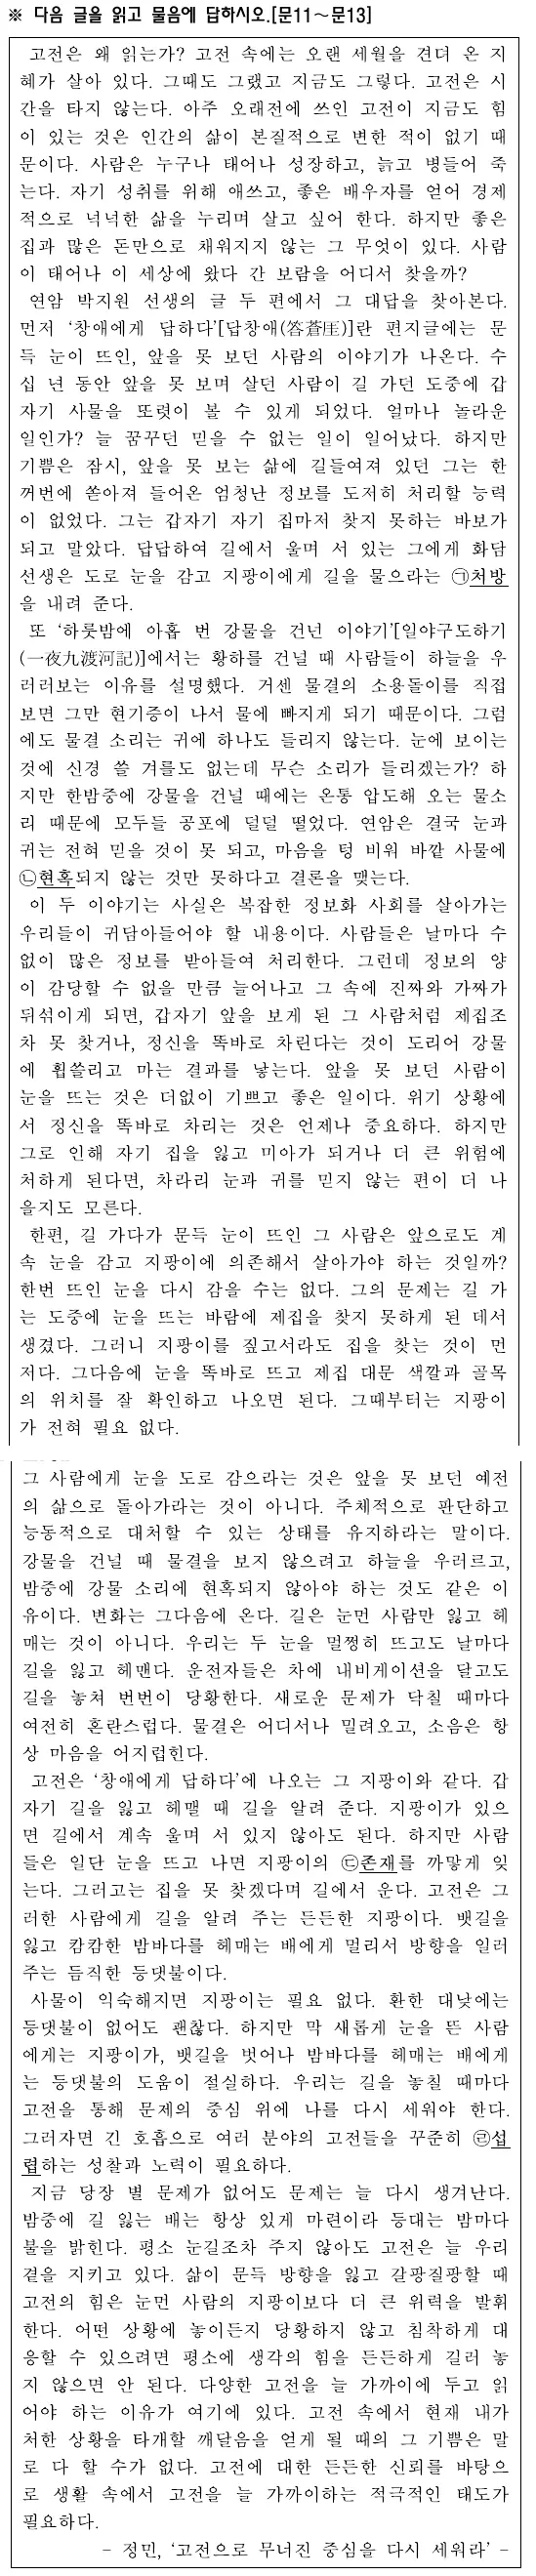 ※ 다음 글을 읽고 물음에 답하시오.[문11～문13]
고전은 왜 읽는가? 고전 속에는 오랜 세월을 견뎌 온 지
혜가 살아 있다. 그때도 그랬고 지금도 그렇다. 고전은 시
간을 타지 않는다. 아주 오래전에 쓰인 고전이 지금도 힘
이 있는 것은 인간의 삶이 본질적으로 변한 적이 없기 때
문이다. 사람은 누구나 태어나 성장하고, 늙고 병들어 죽
는다. 자기 성취를 위해 애쓰고, 좋은 배우자를 얻어 경제
적으로 넉넉한 삶을 누리며 살고 싶어 한다. 하지만 좋은
집과 많은 돈만으로 채워지지 않는 그 무엇이 있다. 사람
이 태어나 이 세상에 왔다 간 보람을 어디서 찾을까?
연암 박지원 선생의 글 두 편에서 그 대답을 찾아본다.
먼저 ‘창애에게 답하다’[답창애(答蒼厓)]란 편지글에는 문
득 눈이 뜨인, 앞을 못 보던 사람의 이야기가 나온다. 수
십 년 동안 앞을 못 보며 살던 사람이 길 가던 도중에 갑
자기 사물을 또렷이 볼 수 있게 되었다. 얼마나 놀라운
일인가? 늘 꿈꾸던 믿을 수 없는 일이 일어났다. 하지만
기쁨은 잠시, 앞을 못 보는 삶에 길들여져 있던 그는 한
꺼번에 쏟아져 들어온 엄청난 정보를 도저히 처리할 능력
이 없었다. 그는 갑자기 자기 집마저 찾지 못하는 바보가
되고 말았다. 답답하여 길에서 울며 서 있는 그에게 화담
선생은 도로 눈을 감고 지팡이에게 길을 물으라는 ㉠처방
을 내려 준다.
또 ‘하룻밤에 아홉 번 강물을 건넌 이야기’[일야구도하기
(一夜九渡河記)]에서는 황하를 건널 때 사람들이 하늘을 우
러러보는 이유를 설명했다. 거센 물결의 소용돌이를 직접
보면 그만 현기증이 나서 물에 빠지게 되기 때문이다. 그럼
에도 물결 소리는 귀에 하나도 들리지 않는다. 눈에 보이는
것에 신경 쓸 겨를도 없는데 무슨 소리가 들리겠는가? 하
지만 한밤중에 강물을 건널 때에는 온통 압도해 오는 물소
리 때문에 모두들 공포에 덜덜 떨었다. 연암은 결국 눈과
귀는 전혀 믿을 것이 못 되고, 마음을 텅 비워 바깥 사물에
㉡현혹되지 않는 것만 못하다고 결론을 맺는다.
이 두 이야기는 사실은 복잡한 정보화 사회를 살아가는
우리들이 귀담아들어야 할 내용이다. 사람들은 날마다 수
없이 많은 정보를 받아들여 처리한다. 그런데 정보의 양
이 감당할 수 없을 만큼 늘어나고 그 속에 진짜와 가짜가
뒤섞이게 되면, 갑자기 앞을 보게 된 그 사람처럼 제집조
차 못 찾거나, 정신을 똑바로 차린다는 것이 도리어 강물
에 휩쓸리고 마는 결과를 낳는다. 앞을 못 보던 사람이
눈을 뜨는 것은 더없이 기쁘고 좋은 일이다. 위기 상황에
서 정신을 똑바로 차리는 것은 언제나 중요하다. 하지만
그로 인해 자기 집을 잃고 미아가 되거나 더 큰 위험에
처하게 된다면, 차라리 눈과 귀를 믿지 않는 편이 더 나
을지도 모른다.
한편, 길 가다가 문득 눈이 뜨인 그 사람은 앞으로도 계
속 눈을 감고 지팡이에 의존해서 살아가야 하는 것일까?
한번 뜨인 눈을 다시 감을 수는 없다. 그의 문제는 길 가
는 도중에 눈을 뜨는 바람에 제집을 찾지 못하게 된 데서
생겼다. 그러니 지팡이를 짚고서라도 집을 찾는 것이 먼
저다. 그다음에 눈을 똑바로 뜨고 제집 대문 색깔과 골목
의 위치를 잘 확인하고 나오면 된다. 그때부터는 지팡이
가 전혀 필요 없다.
그 사람에게 눈을 도로 감으라는 것은 앞을 못 보던 예전
의 삶으로 돌아가라는 것이 아니다. 주체적으로 판단하고
능동적으로 대처할 수 있는 상태를 유지하라는 말이다.
강물을 건널 때 물결을 보지 않으려고 하늘을 우러르고,
밤중에 강물 소리에 현혹되지 않아야 하는 것도 같은 이
유이다. 변화는 그다음에 온다. 길은 눈먼 사람만 잃고 헤
매는 것이 아니다. 우리는 두 눈을 멀쩡히 뜨고도 날마다
길을 잃고 헤맨다. 운전자들은 차에 내비게이션을 달고도
길을 놓쳐 번번이 당황한다. 새로운 문제가 닥칠 때마다
여전히 혼란스럽다. 물결은 어디서나 밀려오고, 소음은 항
상 마음을 어지럽힌다.
고전은 ‘창애에게 답하다’에 나오는 그 지팡이와 같다. 갑
자기 길을 잃고 헤맬 때 길을 알려 준다. 지팡이가 있으
면 길에서 계속 울며 서 있지 않아도 된다. 하지만 사람
들은 일단 눈을 뜨고 나면 지팡이의 ㉢존재를 까맣게 잊
는다. 그러고는 집을 못 찾겠다며 길에서 운다. 고전은 그
러한 사람에게 길을 알려 주는 든든한 지팡이다. 뱃길을
잃고 캄캄한 밤바다를 헤매는 배에게 멀리서 방향을 일러
주는 듬직한 등댓불이다.
사물이 익숙해지면 지팡이는 필요 없다. 환한 대낮에는
등댓불이 없어도 괜찮다. 하지만 막 새롭게 눈을 뜬 사람
에게는 지팡이가, 뱃길을 벗어나 밤바다를 헤매는 배에게
는 등댓불의 도움이 절실하다. 우리는 길을 놓칠 때마다
고전을 통해 문제의 중심 위에 나를 다시 세워야 한다.
그러자면 긴 호흡으로 여러 분야의 고전들을 꾸준히 ㉣섭
렵하는 성찰과 노력이 필요하다.
지금 당장 별 문제가 없어도 문제는 늘 다시 생겨난다.
밤중에 길 잃는 배는 항상 있게 마련이라 등대는 밤마다
불을 밝힌다. 평소 눈길조차 주지 않아도 고전은 늘 우리
곁을 지키고 있다. 삶이 문득 방향을 잃고 갈팡질팡할 때
고전의 힘은 눈먼 사람의 지팡이보다 더 큰 위력을 발휘
한다. 어떤 상황에 놓이든지 당황하지 않고 침착하게 대
응할 수 있으려면 평소에 생각의 힘을 든든하게 길러 놓
지 않으면 안 된다. 다양한 고전을 늘 가까이에 두고 읽
어야 하는 이유가 여기에 있다. 고전 속에서 현재 내가
처한 상황을 타개할 깨달음을 얻게 될 때의 그 기쁨은 말
로 다 할 수가 없다. 고전에 대한 든든한 신뢰를 바탕으
로 생활 속에서 고전을 늘 가까이하는 적극적인 태도가
필요하다.
- 정민, ‘고전으로 무너진 중심을 다시 세워라’ -